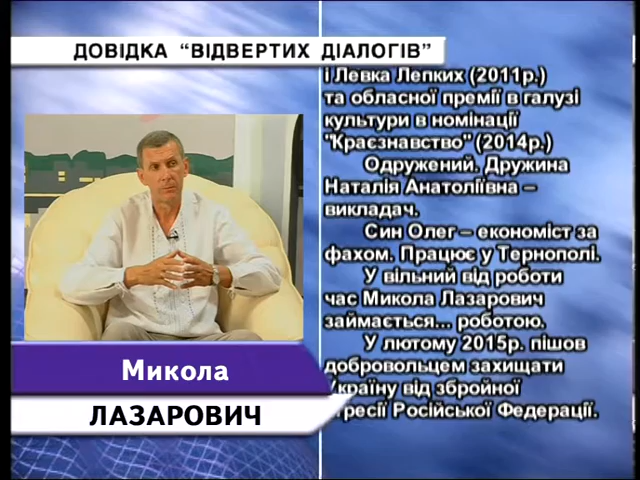 ДОВІДКА “ВІДВЕРТИХ ДІАЛОГІВ”
і Левка Лепких (2011р.)
та обласної премії в галузі
культури в номінації
"Краєзнавство" (2014р.)
Одружений. Дружина
Наталія Анатоліївна –
викладач.
Син Олег – економіст за
фахом. Працює у Тернополі.
У вільний від роботи
час Микола Лазарович
займається... роботою.
У лютому 2015р. пішов
добровольцем захищати
Україну від збройної
агресії Російської Федерації.
Микола
ЛАЗАРОВИЧ